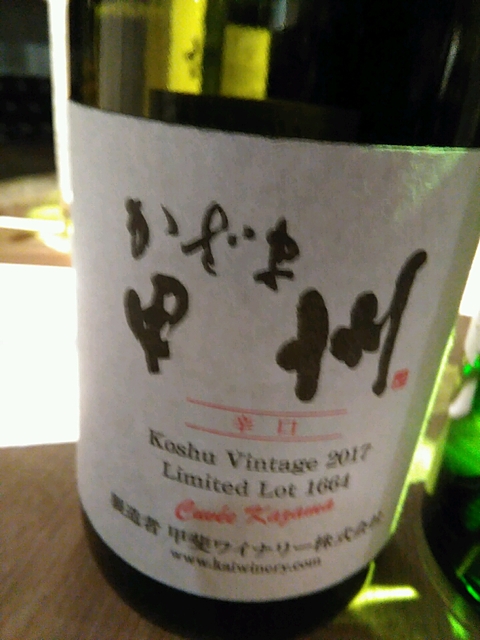 かざま
甲州
辛口
Koshu Vintage 2017
Limited Lot 1664
Cuvée Kazama
製造者 甲斐ワイナリー株式会社
www.kaiwinery.com